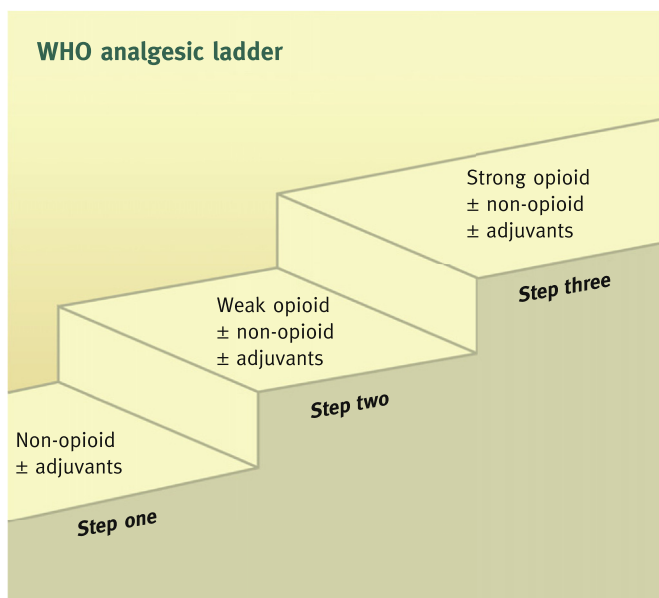 WHO analgesic ladder
Strong opioid
± non-opioid
± adjuvants
Step three
Weak opioid
± non-opioid
± adjuvants
Step two
Non-opioid
± adjuvants
Step one